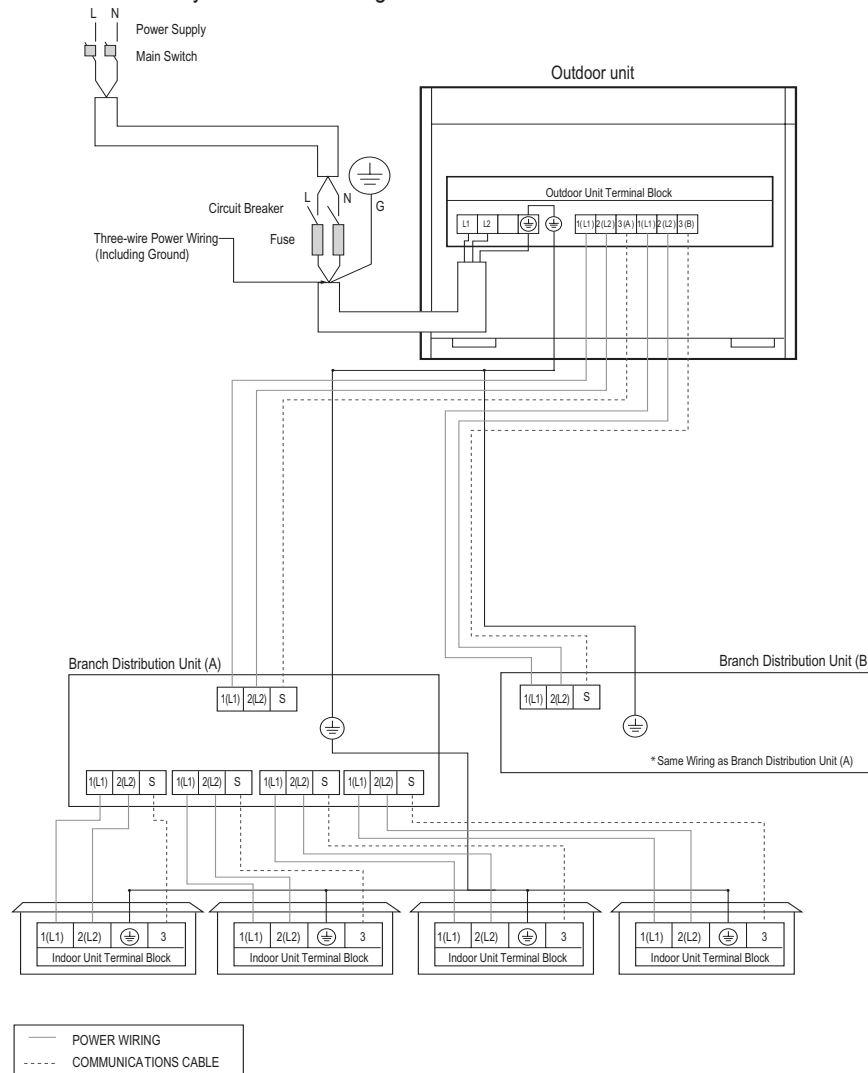 L N
Power Supply
Main Switch
Outdoor unit
Outdoor Unit Terminal Block
L1 L2 1(L1) 2(L2) 3(A) 1(L1) 2(L2) 3(B)
Circuit Breaker
L N
G
Fuse
Three-wire Power Wiring
(Including Ground)
Branch Distribution Unit (A)
1(L1) 2(L2) S
Branch Distribution Unit (B
1(L1) 2(L2) S
*Same Wiring as Branch Distribution Unit (A)
1(L1) 2(L2) S 1(L1) 2(L2) S 1(L1) 2(L2) S 1(L1) 2(L2) S
1(L1) 2(L2) 3
Indoor Unit Terminal Block
1(L1) 2(L2) 3
Indoor Unit Terminal Block
1(L1) 2(L2) 3
Indoor Unit Terminal Block
1(L1) 2(L2) 3
Indoor Unit Terminal Block
POWER WIRING
COMMUNICATIONS CABLE